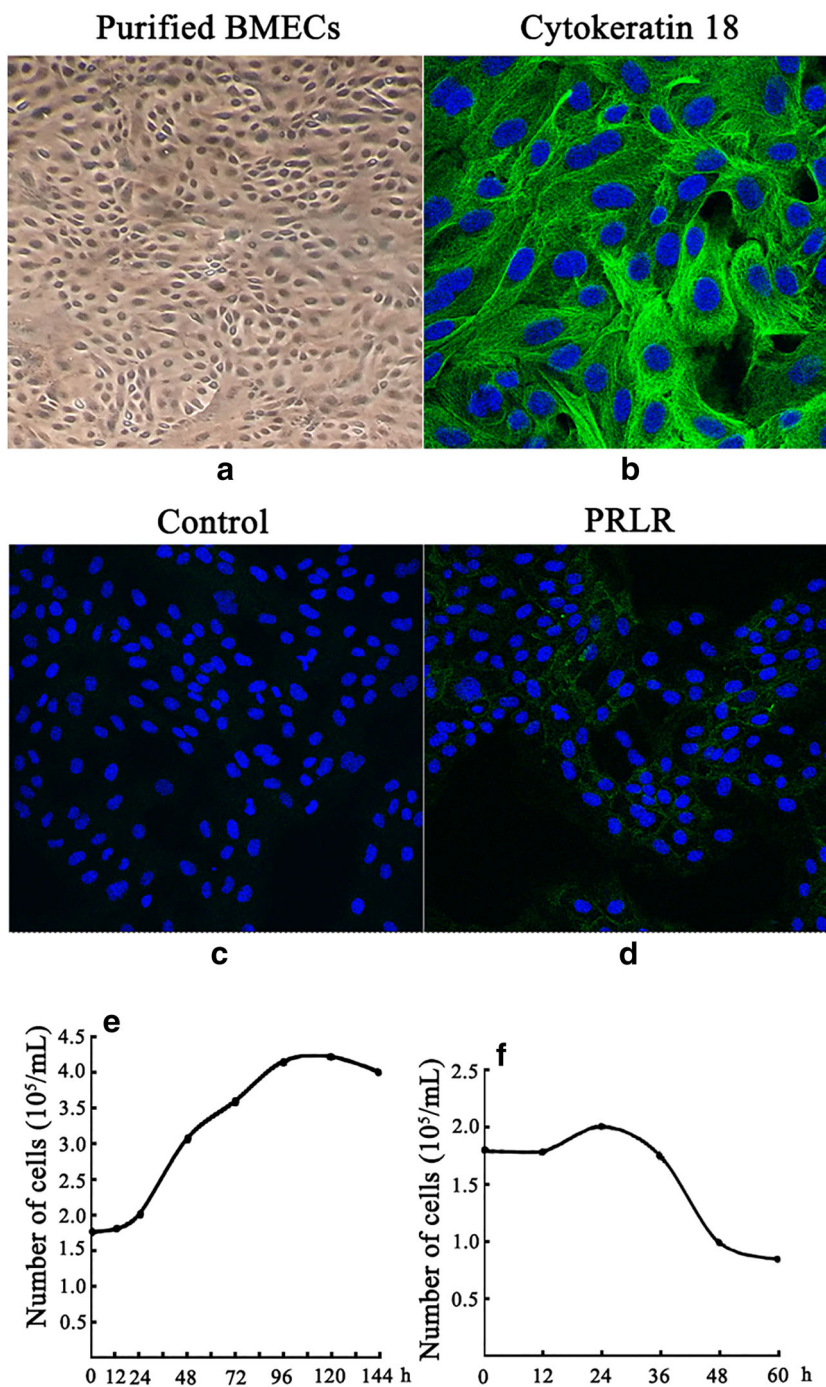 Purified BMECs
Cytokeratin 18
a
b
Control
PRLR
c
d
e
Number of cells (10⁵/mL)
4.5
4.0
3.5
3.0
2.5
2.0
1.5
1.0
0.5
0 12 24 48 72 96 120 144 h
f
Number of cells (10⁵/mL)
2.5
2.0
1.5
1.0
0.5
0 12 24 36 48 60 h